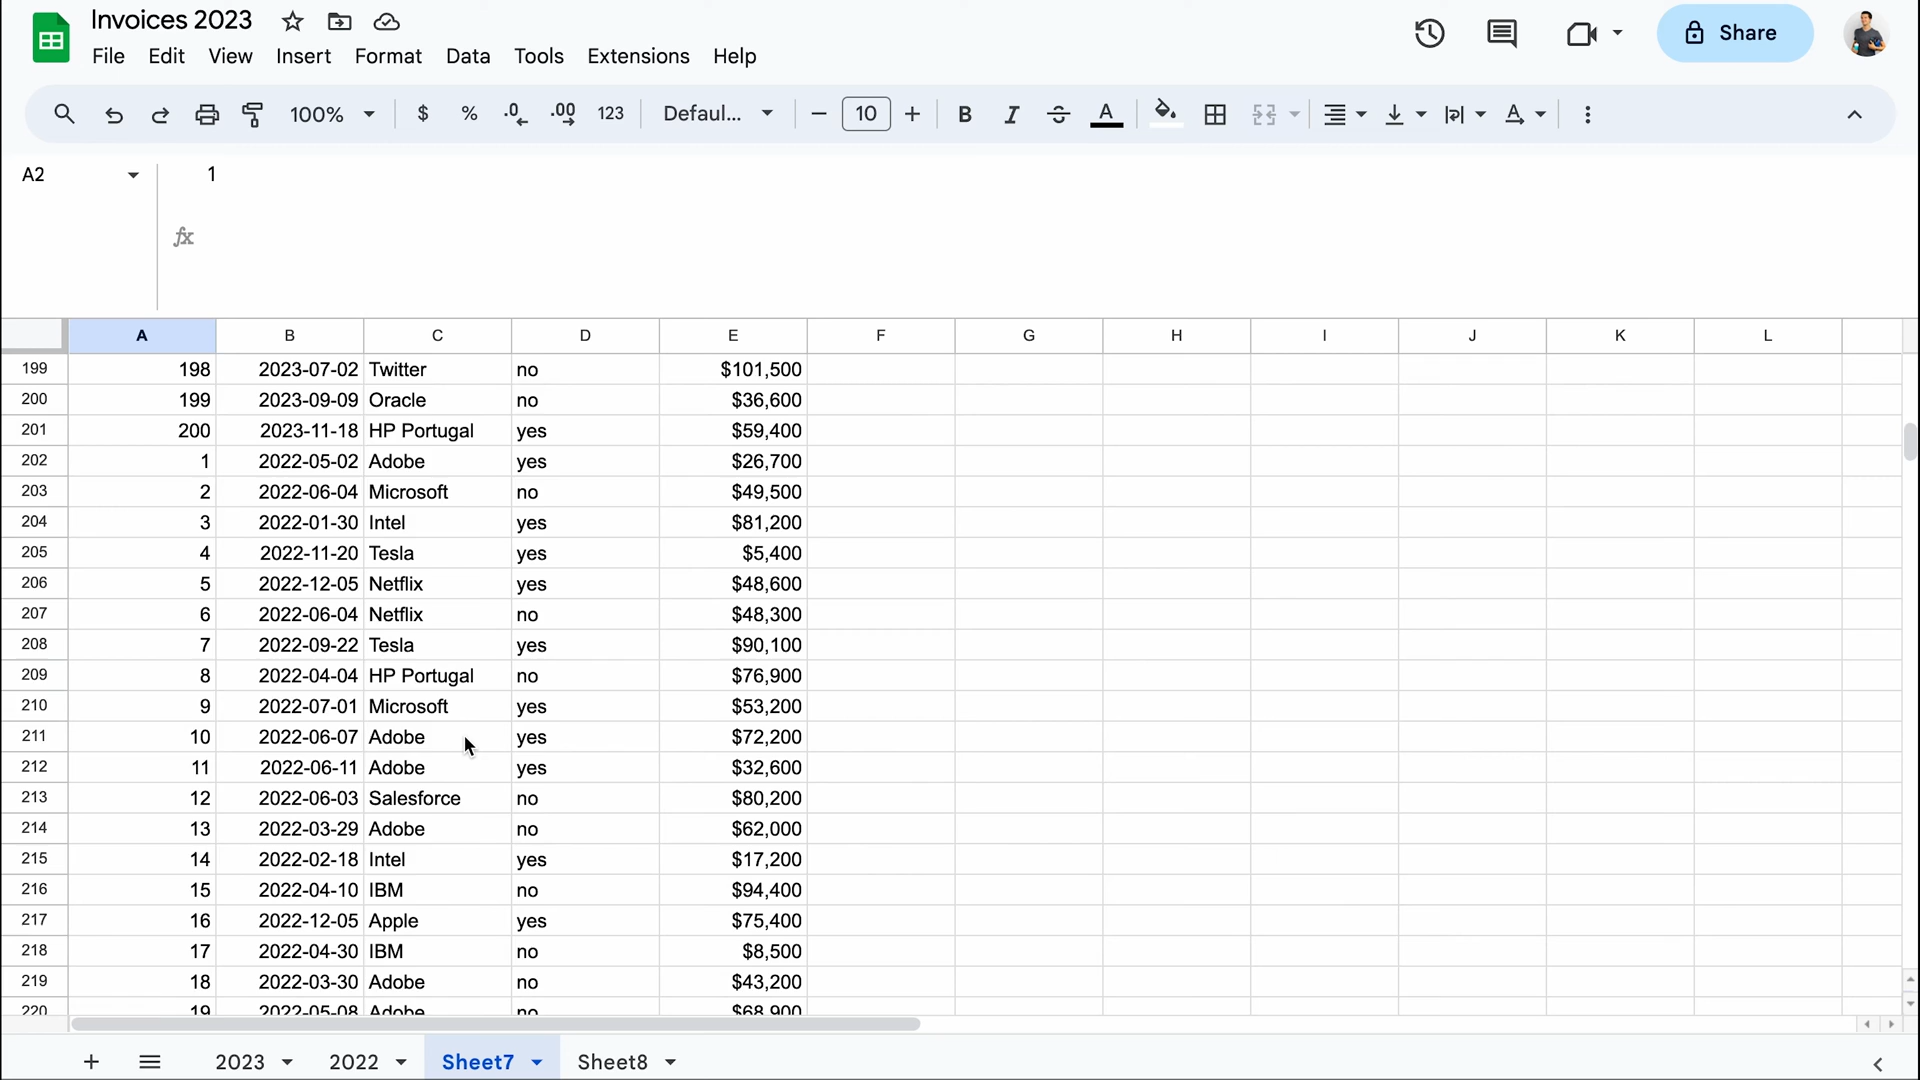 Invoices 2023
File Edit View Insert Format Data Tools Extensions Help
Share
100% $ % .0 .00 123 Defaul... 10 B I A
A2 1
fx
A B C D E F G H I J K L
199 198 2023-07-02 Twitter no $101,500
200 199 2023-09-09 Oracle no $36,600
201 200 2023-11-18 HP Portugal yes $59,400
202 1 2022-05-02 Adobe yes $26,700
203 2 2022-06-04 Microsoft no $49,500
204 3 2022-01-30 Intel yes $81,200
205 4 2022-11-20 Tesla yes $5,400
206 5 2022-12-05 Netflix yes $48,600
207 6 2022-06-04 Netflix no $48,300
208 7 2022-09-22 Tesla yes $90,100
209 8 2022-04-04 HP Portugal no $76,900
210 9 2022-07-01 Microsoft yes $53,200
211 10 2022-06-07 Adobe yes $72,200
212 11 2022-06-11 Adobe yes $32,600
213 12 2022-06-03 Salesforce no $80,200
214 13 2022-03-29 Adobe no $62,000
215 14 2022-02-18 Intel yes $17,200
216 15 2022-04-10 IBM no $94,400
217 16 2022-12-05 Apple yes $75,400
218 17 2022-04-30 IBM no $8,500
219 18 2022-03-30 Adobe no $43,200
220 19 2022-05-08 Adobe no $68,900
2023 2022 Sheet7 Sheet8